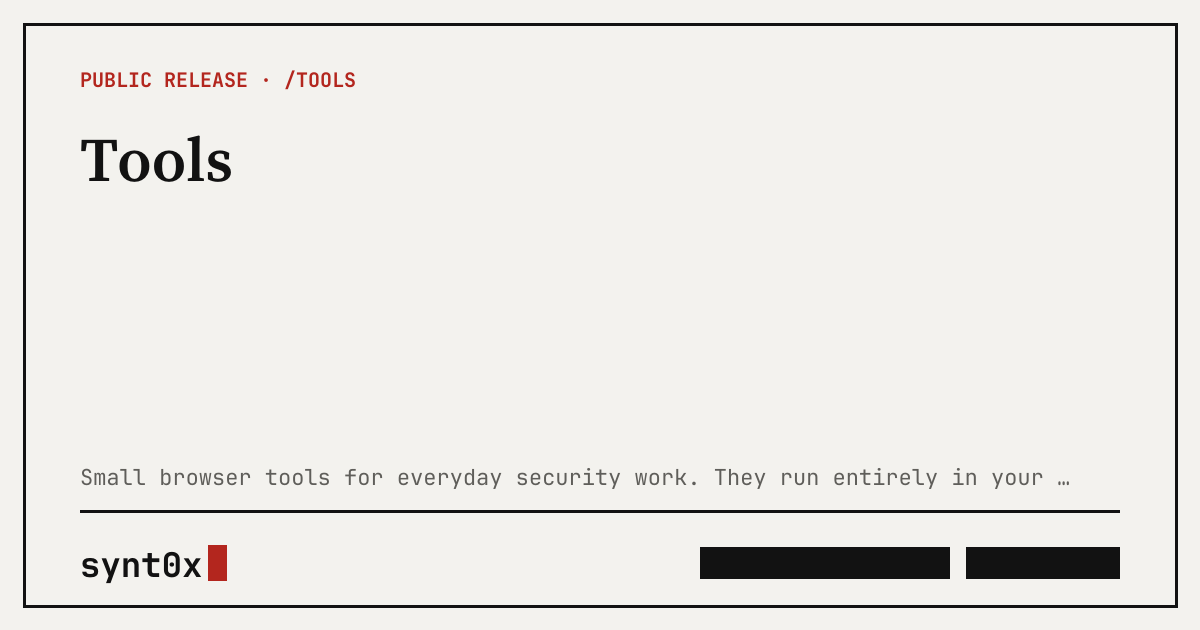 PUBLIC RELEASE · /TOOLS
Tools
Small browser tools for everyday security work. They run entirely in your …
synt0x